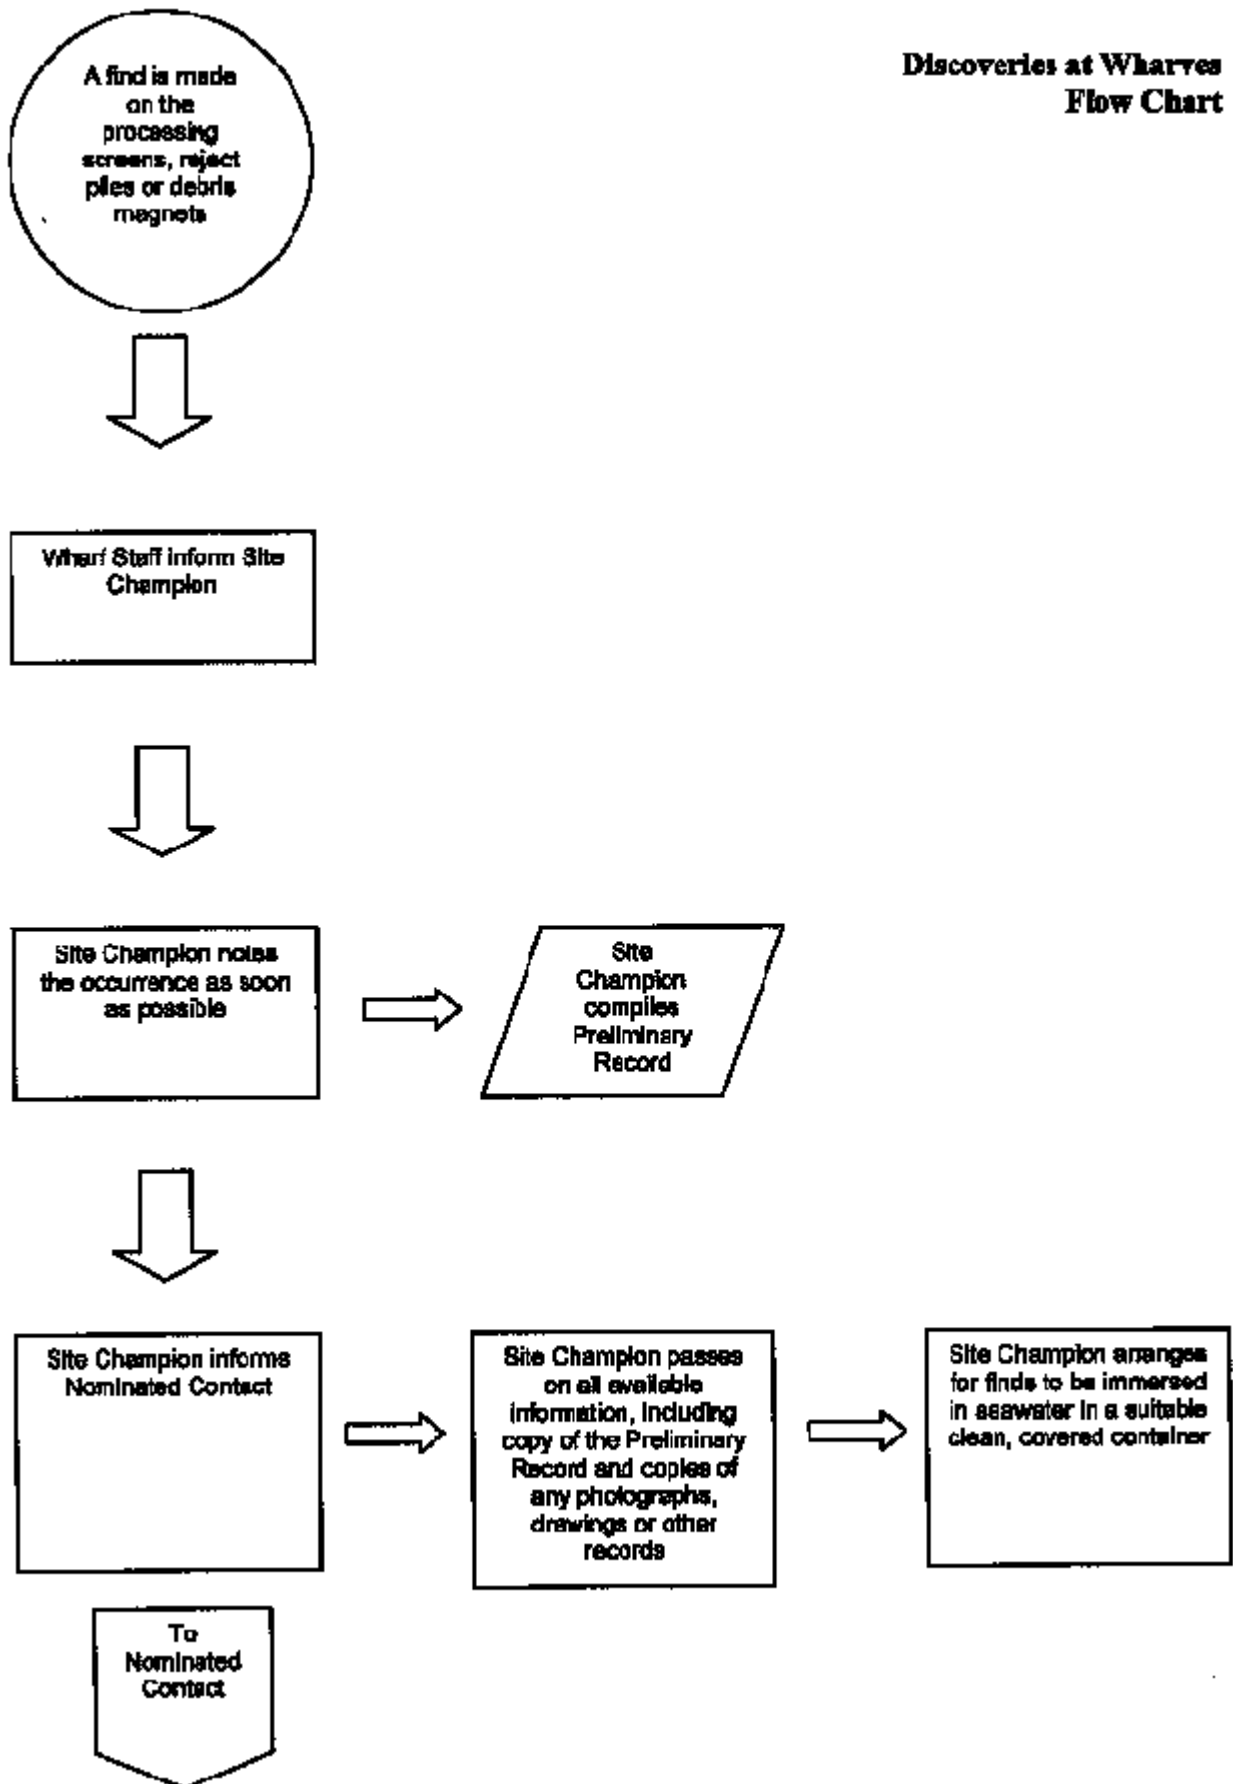 Discoveries at Wharves
Flow Chart
A find is made
on the
processing
screens, reject
piles or debris
magnets
Wharf Staff inform Site
Champion
Site Champion notes
the occurrence as soon
as possible
Site
Champion
compiles
Preliminary
Record
Site Champion informs
Nominated Contact
Site Champion passes
on all available
information, including
copy of the Preliminary
Record and copies of
any photographs,
drawings or other
records
Site Champion arranges
for finds to be immersed
in seawater in a suitable
clean, covered container
To
Nominated
Contact